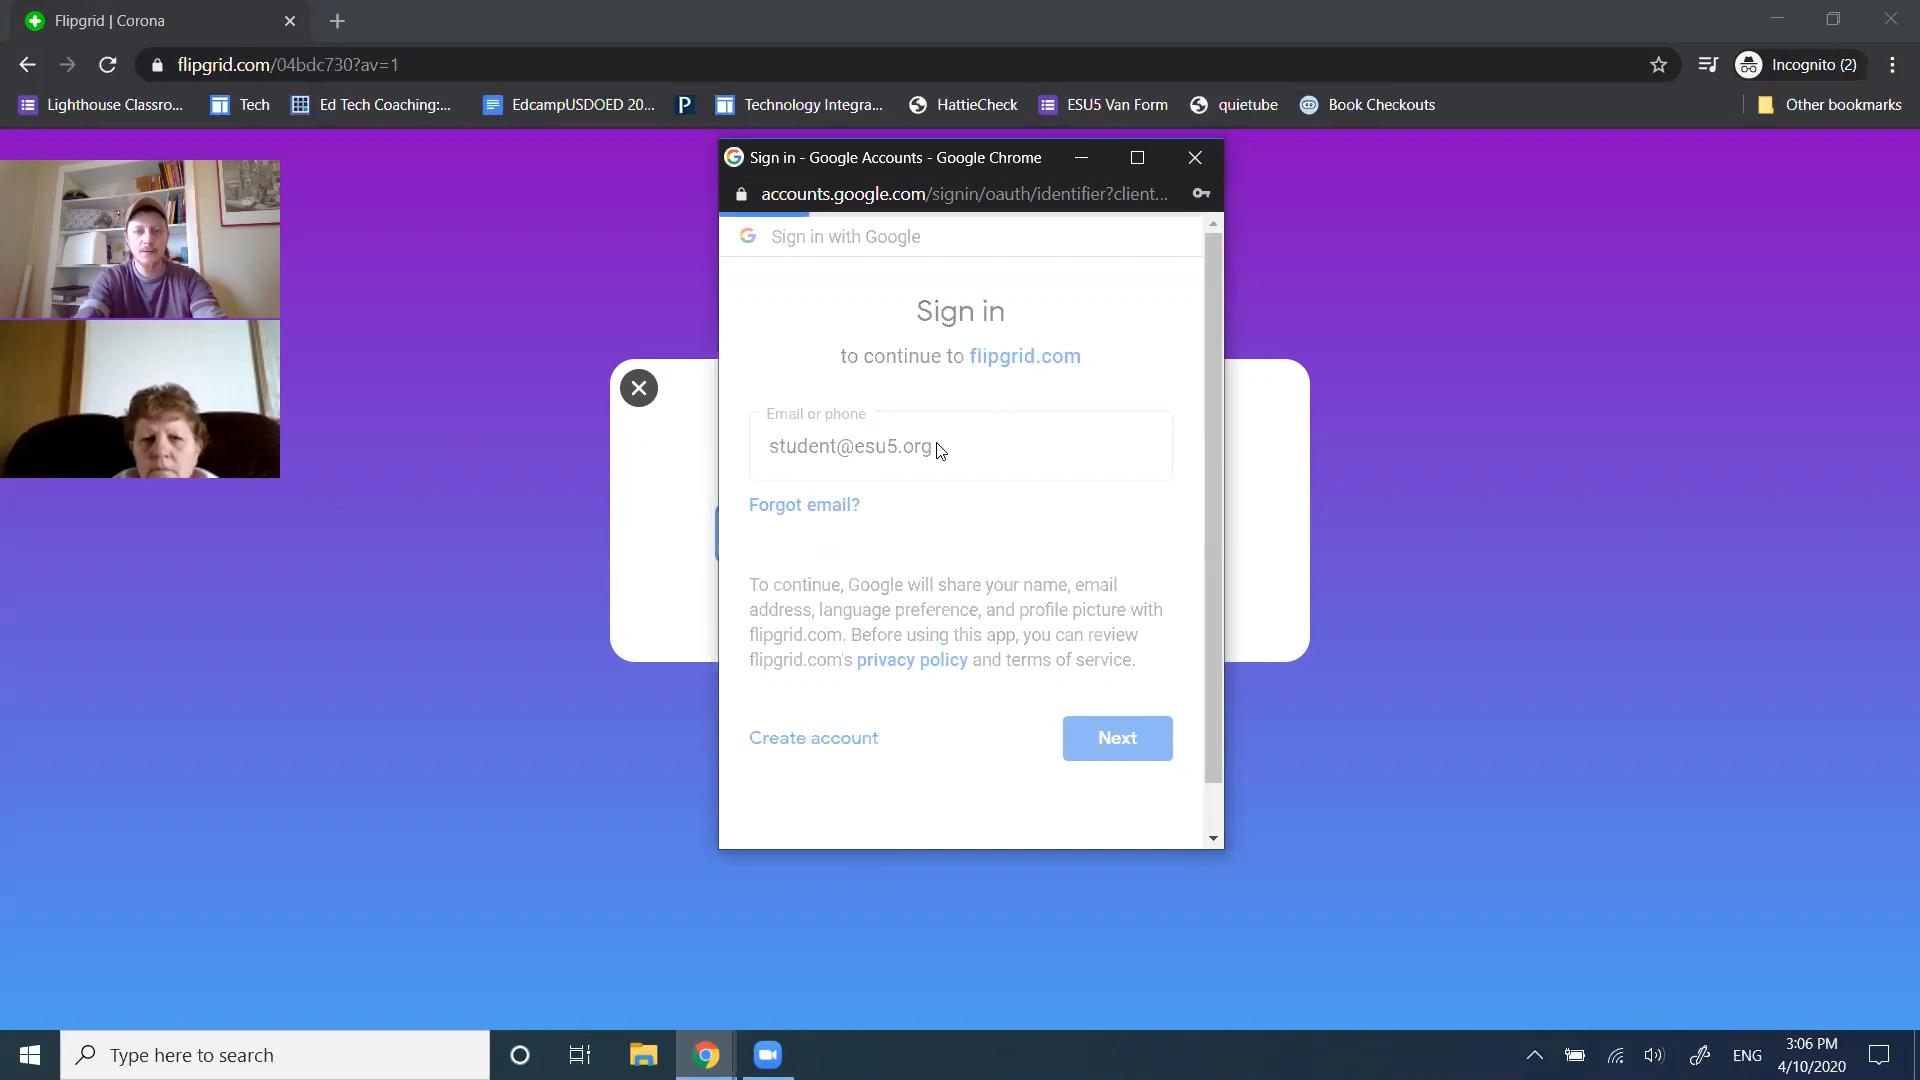 Flipgrid | Corona
flipgrid.com/04bdc730?av=1
Incognito (2)
Lighthouse Classro...
Tech
Ed Tech Coaching:...
EdcampUSDOED 20...
P
Technology Integra...
HattieCheck
ESU5 Van Form
quietube
Book Checkouts
Other bookmarks
Sign in - Google Accounts - Google Chrome
accounts.google.com/signin/oauth/identifier?client...
Sign in with Google
Sign in
to continue to flipgrid.com
Email or phone
student@esu5.org
Forgot email?
To continue, Google will share your name, email
address, language preference, and profile picture with
flipgrid.com. Before using this app, you can review
flipgrid.com's privacy policy and terms of service.
Create account
Next
Type here to search
ENG
3:06 PM
4/10/2020